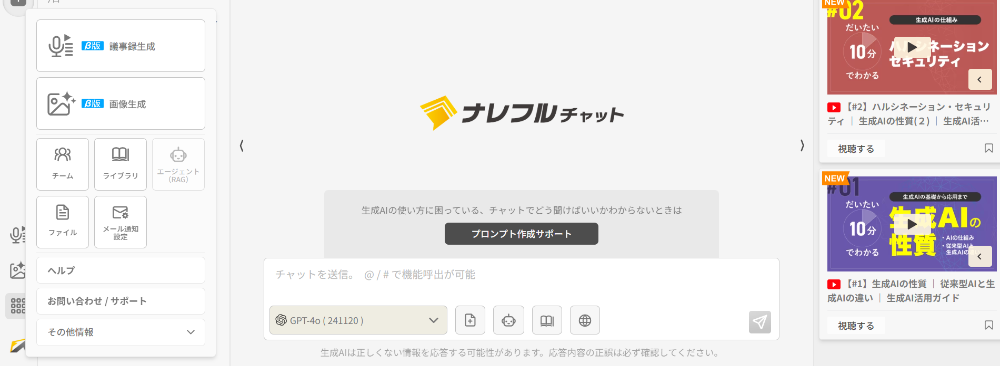 β版 議事録生成
β版 画像生成
チーム
ライブラリ
エージェント
（RAG）
ファイル
メール通知
設定
ヘルプ
お問い合わせ / サポート
その他情報
ナレフルチャット
生成AIの使い方に困っている、チャットでどう聞けばいいかわからないときは
プロンプト作成サポート
チャットを送信。 @ / # で機能呼出が可能
GPT-4o ( 241120 )
生成AIは正しくない情報を応答する可能性があります。応答内容の正誤は必ず確認してください。
NEW
#02
生成AIの仕組み
だいたい
10分
でわかる
ハルシネーション
セキュリティ
【#2】ハルシネーション・セキュリ
ティ ｜ 生成AIの性質(２) ｜ 生成AI活…
視聴する
NEW
#01
生成AIの基礎から応用まで
だいたい
10分
でわかる
生成AIの
性質
・AIの仕組み
・従来型AIと
生成AIの違い
【#1】生成AIの性質 ｜ 従来型AIと生
成AIの違い ｜ 生成AI活用ガイド
視聴する